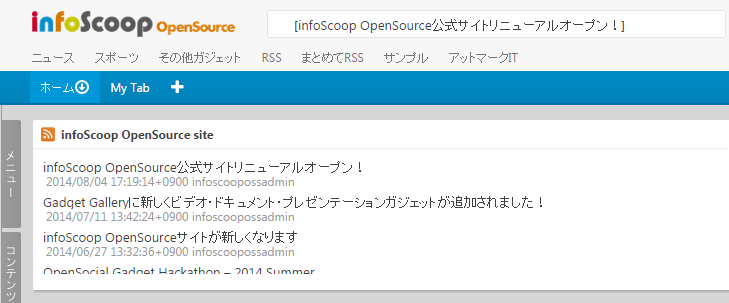 infoScoop OpenSource
[infoScoop OpenSource公式サイトリニューアルオープン！]
ニュース スポーツ その他ガジェット RSS まとめてRSS サンプル アットマークIT
ホーム My Tab
メニュー
コンテンツ
infoScoop OpenSource site
infoScoop OpenSource公式サイトリニューアルオープン！
2014/08/04 17:19:14+0900 infoscoopossadmin
Gadget Galleryに新しくビデオ・ドキュメント・プレゼンテーションガジェットが追加されました！
2014/07/11 13:42:24+0900 infoscoopossadmin
infoScoop OpenSourceサイトが新しくなります
2014/06/27 13:32:36+0900 infoscoopossadmin
OpenSocial Gadget Hackathon – 2014 Summer